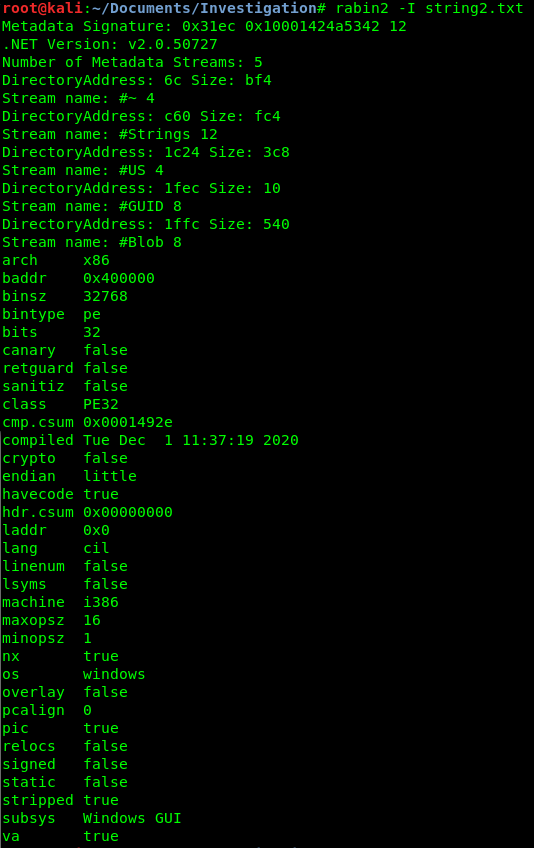 root@kali:~/Documents/Investigation# rabin2 -I string2.txt
Metadata Signature: 0x31ec 0x10001424a5342 12
.NET Version: v2.0.50727
Number of Metadata Streams: 5
DirectoryAddress: 6c Size: bf4
Stream name: #~ 4
DirectoryAddress: c60 Size: fc4
Stream name: #Strings 12
DirectoryAddress: 1c24 Size: 3c8
Stream name: #US 4
DirectoryAddress: 1fec Size: 10
Stream name: #GUID 8
DirectoryAddress: 1ffc Size: 540
Stream name: #Blob 8
arch     x86
baddr    0x400000
binsz    32768
bintype  pe
bits     32
canary   false
retguard false
sanitiz  false
class    PE32
cmp.csum 0x0001492e
compiled Tue Dec  1 11:37:19 2020
crypto   false
endian   little
havecode true
hdr.csum 0x00000000
laddr    0x0
lang     cil
linenum  false
lsyms    false
machine  i386
maxopsz  16
minopsz  1
nx       true
os       windows
overlay  false
pcalign  0
pic      true
relocs   false
signed   false
static   false
stripped true
subsys   Windows GUI
va       true